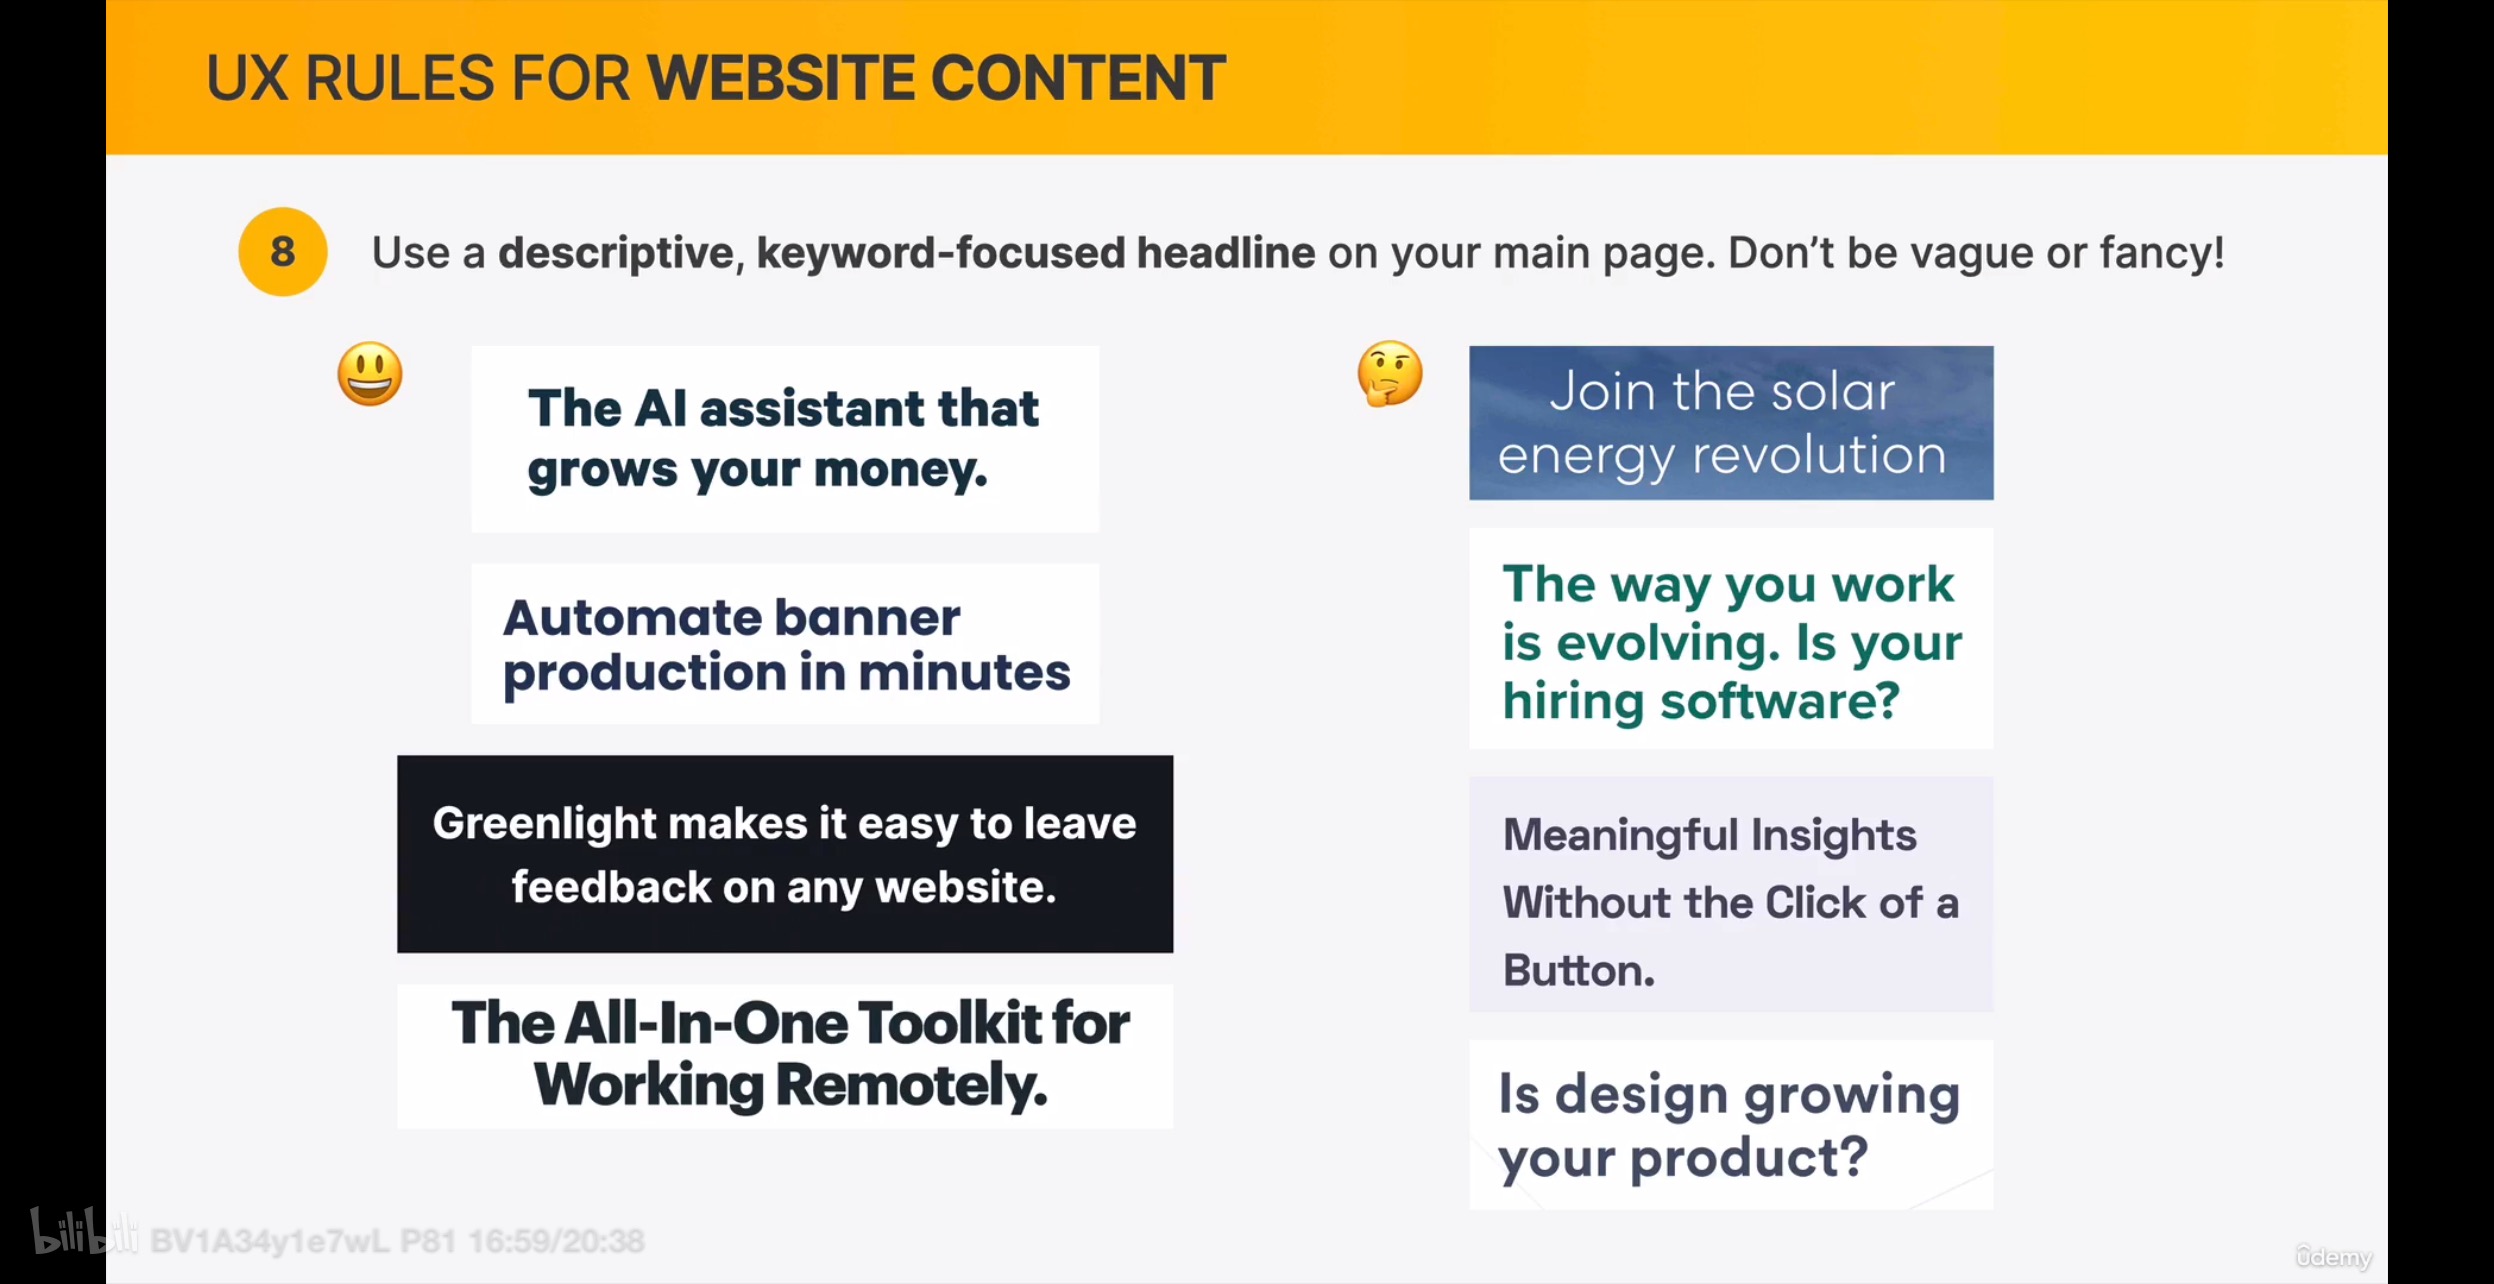 UX RULES FOR WEBSITE CONTENT
8
Use a descriptive, keyword-focused headline on your main page. Don’t be vague or fancy!
The AI assistant that
grows your money.
Automate banner
production in minutes
Greenlight makes it easy to leave
feedback on any website.
The All-In-One Toolkit for
Working Remotely.
Join the solar
energy revolution
The way you work
is evolving. Is your
hiring software?
Meaningful Insights
Without the Click of a
Button.
Is design growing
your product?
bilibili BV1A34y1e7wL P81 16:59/20:38
ûdemy